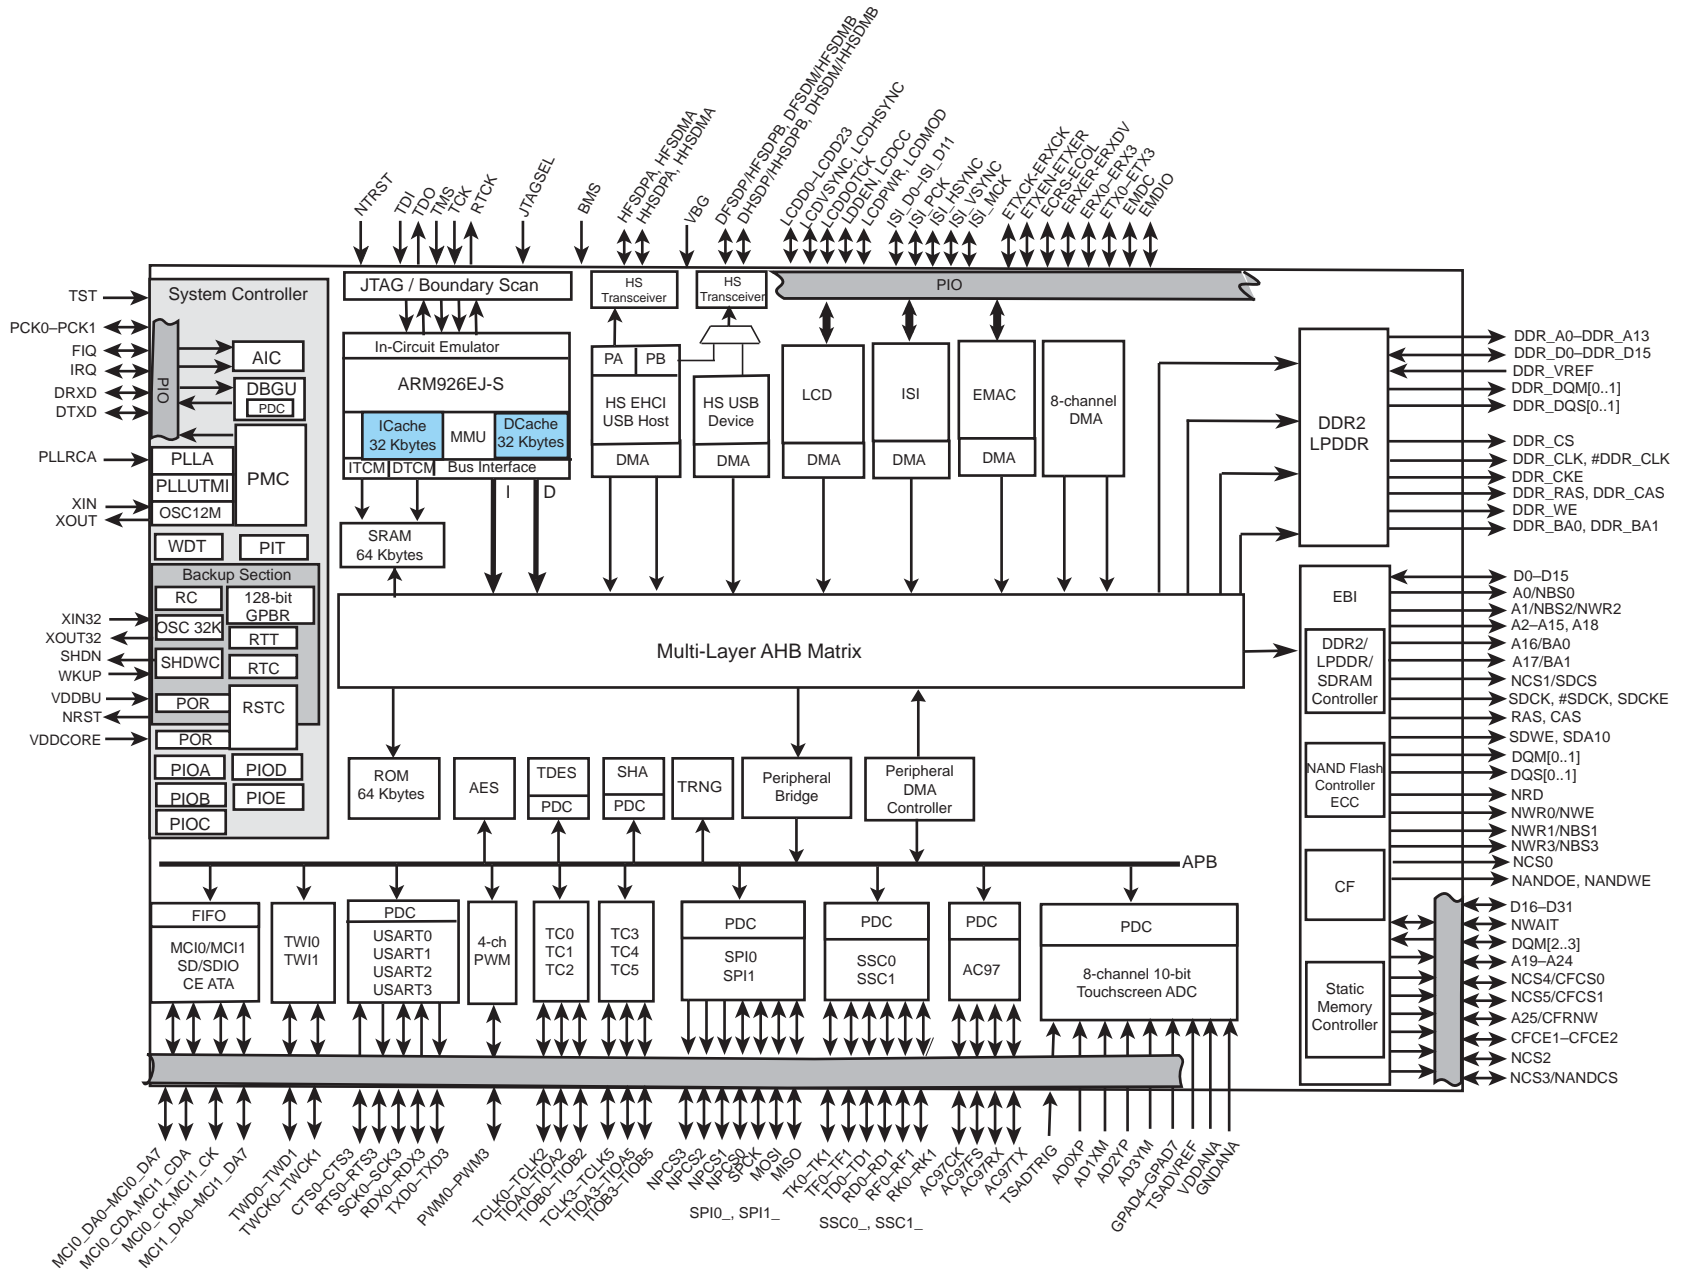 NTRST
TDI
TDO
TMS
TCK
RTCK
JTAGSEL
BMS
HFSDPA, HFSDMA
HHSDPA, HHSDMA
VBG
DFSDP/HFSDPB, DFSDM/HFSDMB
DHSDP/HHSDPB, DHSDM/HHSDMB
LCDD0–LCDD23
LCDVSYNC, LCDHSYNC
LCDDOTCK
LDDEN, LCDCC
LCDPWR, LCDMOD
ISI_D0–ISI_D11
ISI_PCK
ISI_HSYNC
ISI_VSYNC
ISI_MCK
ETXCK-ERXCK
ETXEN-ETXER
ECRS-ECOL
ERXER-ERXDV
ERX0–ERX3
ETX0–ETX3
EMDC
EMDIO
TST
PCK0–PCK1
FIQ
IRQ
DRXD
DTXD
PLLRCA
XIN
XOUT
XIN32
XOUT32
SHDN
WKUP
VDDBU
NRST
VDDCORE
System Controller
PIO
AIC
DBGU
PDC
PLLA
PLLUTMI
OSC12M
PMC
WDT
PIT
Backup Section
RC
128-bit
GPBR
OSC 32K
RTT
SHDWC
RTC
POR
RSTC
POR
PIOA
PIOD
PIOB
PIOE
PIOC
JTAG / Boundary Scan
In-Circuit Emulator
ARM926EJ-S
ICache
32 Kbytes
MMU
DCache
32 Kbytes
ITCM
DTCM
Bus Interface
I
D
SRAM
64 Kbytes
HS
Transceiver
HS
Transceiver
PA
PB
HS EHCI
USB Host
DMA
HS USB
Device
DMA
PIO
LCD
DMA
ISI
DMA
EMAC
DMA
8-channel
DMA
Multi-Layer AHB Matrix
DDR2
LPDDR
DDR_A0–DDR_A13
DDR_D0–DDR_D15
DDR_VREF
DDR_DQM[0..1]
DDR_DQS[0..1]
DDR_CS
DDR_CLK, #DDR_CLK
DDR_CKE
DDR_RAS, DDR_CAS
DDR_WE
DDR_BA0, DDR_BA1
EBI
DDR2/
LPDDR/
SDRAM
Controller
NAND Flash
Controller
ECC
CF
Static
Memory
Controller
D0–D15
A0/NBS0
A1/NBS2/NWR2
A2–A15, A18
A16/BA0
A17/BA1
NCS1/SDCS
SDCK, #SDCK, SDCKE
RAS, CAS
SDWE, SDA10
DQM[0..1]
DQS[0..1]
NRD
NWR0/NWE
NWR1/NBS1
NWR3/NBS3
NCS0
NANDOE, NANDWE
D16–D31
NWAIT
DQM[2..3]
A19–A24
NCS4/CFCS0
NCS5/CFCS1
A25/CFRNW
CFCE1–CFCE2
NCS2
NCS3/NANDCS
ROM
64 Kbytes
AES
TDES
PDC
SHA
PDC
TRNG
Peripheral
Bridge
Peripheral
DMA
Controller
APB
FIFO
MCI0/MCI1
SD/SDIO
CE ATA
TWI0
TWI1
PDC
USART0
USART1
USART2
USART3
4-ch
PWM
TC0
TC1
TC2
TC3
TC4
TC5
PDC
SPI0
SPI1
PDC
SSC0
SSC1
PDC
AC97
PDC
8-channel 10-bit
Touchscreen ADC
MCI0_DA0–MCI0_DA7
MCI0_CDA,MCI1_CDA
MCI0_CK,MCI1_CK
MCI1_DA0–MCI1_DA7
TWD0–TWD1
TWCK0–TWCK1
CTS0–CTS3
RTS0–RTS3
SCK0–SCK3
RDX0–RDX3
TXD0–TXD3
PWM0–PWM3
TCLK0–TCLK2
TIOA0–TIOA2
TIOB0–TIOB2
TCLK3–TCLK5
TIOA3–TIOA5
TIOB3–TIOB5
NPCS3
NPCS2
NPCS1
NPCS0
SPCK
MOSI
MISO
SPI0_, SPI1_
TK0–TK1
TF0–TF1
TD0–TD1
RD0–RD1
RF0–RF1
RK0–RK1
SSC0_, SSC1_
AC97CK
AC97FS
AC97RX
AC97TX
TSADTRIG
AD0XP
AD1XM
AD2YP
AD3YM
GPAD4–GPAD7
TSADVREF
VDDANA
GNDANA